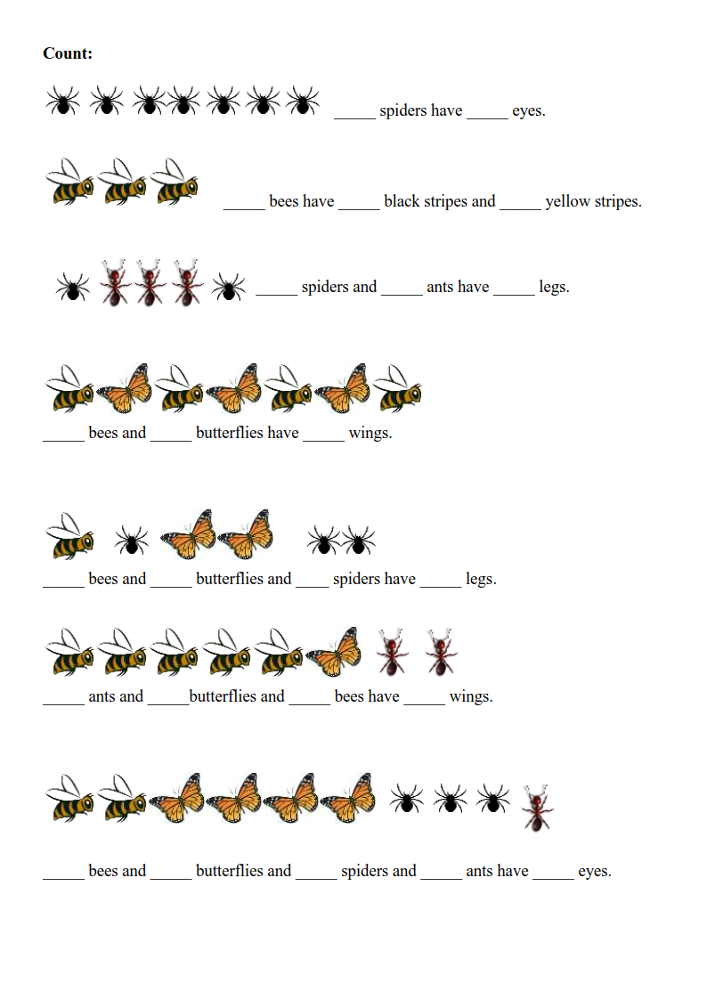 Count:
_____ spiders have _____ eyes.
_____ bees have _____ black stripes and _____ yellow stripes.
_____ spiders and _____ ants have _____ legs.
_____ bees and _____ butterflies have _____ wings.
_____ bees and _____ butterflies and ____ spiders have _____ legs.
_____ ants and _____butterflies and _____ bees have _____ wings.
_____ bees and _____ butterflies and _____ spiders and _____ ants have _____ eyes.